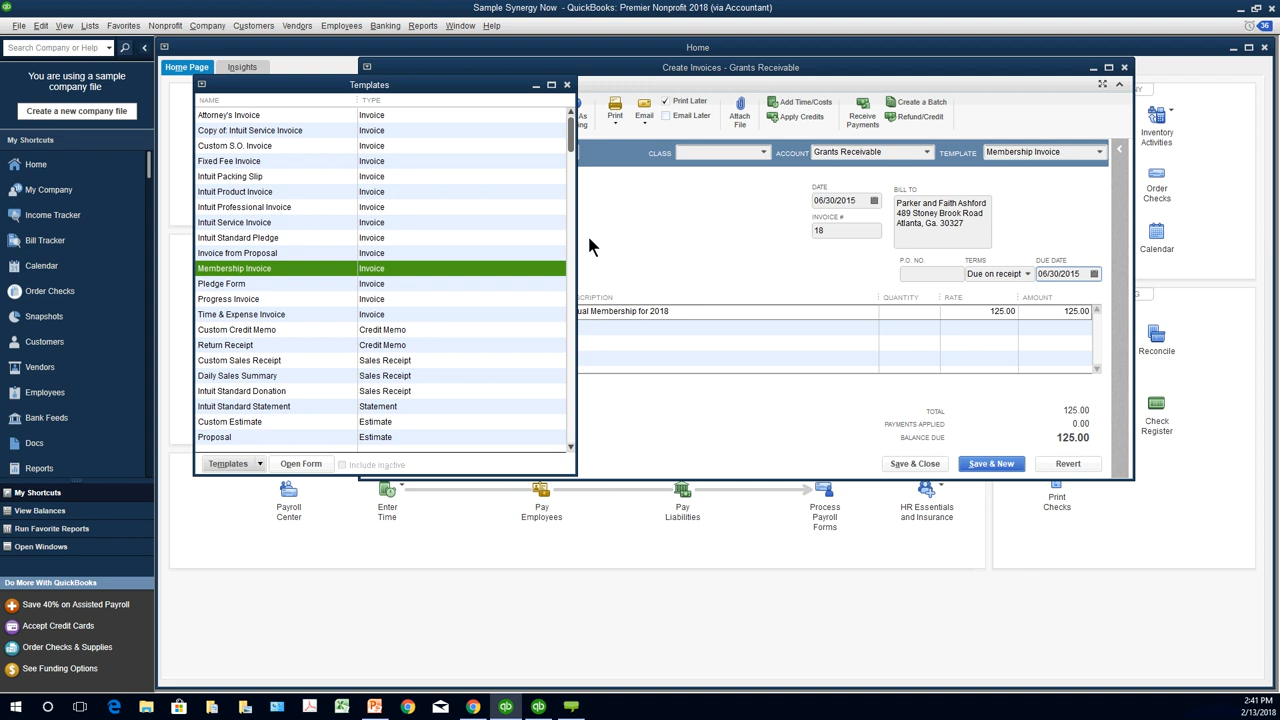 Sample Synergy Now - QuickBooks: Premier Nonprofit 2018 (via Accountant)
File Edit View Lists Favorites Nonprofit Company Customers Vendors Employees Banking Reports Window Help
36
Search Company or Help
You are using a sample
company file
Create a new company file
My Shortcuts
Home
My Company
Income Tracker
Bill Tracker
Calendar
Order Checks
Snapshots
Customers
Vendors
Employees
Bank Feeds
Docs
Reports
My Shortcuts
View Balances
Run Favorite Reports
Open Windows
Do More With QuickBooks
Save 40% on Assisted Payroll
Accept Credit Cards
Order Checks & Supplies
See Funding Options
Home
Home Page Insights
Templates
NAME TYPE
Attorney's Invoice Invoice
Copy of: Intuit Service Invoice Invoice
Custom S.O. Invoice Invoice
Fixed Fee Invoice Invoice
Intuit Packing Slip Invoice
Intuit Product Invoice Invoice
Intuit Professional Invoice Invoice
Intuit Service Invoice Invoice
Intuit Standard Pledge Invoice
Invoice from Proposal Invoice
Membership Invoice Invoice
Pledge Form Invoice
Progress Invoice Invoice
Time & Expense Invoice Invoice
Custom Credit Memo Credit Memo
Return Receipt Credit Memo
Custom Sales Receipt Sales Receipt
Daily Sales Summary Sales Receipt
Intuit Standard Donation Sales Receipt
Intuit Standard Statement Statement
Custom Estimate Estimate
Proposal Estimate
Templates Open Form Include inactive
Create Invoices - Grants Receivable
Print
Email
Print Later
Email Later
Attach
File
Add Time/Costs
Apply Credits
Receive
Payments
Create a Batch
Refund/Credit
CLASS ACCOUNT Grants Receivable TEMPLATE Membership Invoice
DATE
06/30/2015
INVOICE #
18
BILL TO
Parker and Faith Ashford
489 Stoney Brook Road
Atlanta, Ga. 30327
P.O. NO. TERMS DUE DATE
Due on receipt 06/30/2015
SCRIPTION QUANTITY RATE AMOUNT
ual Membership for 2018 125.00 125.00
TOTAL 125.00
PAYMENTS APPLIED 0.00
BALANCE DUE 125.00
Save & Close Save & New Revert
Inventory
Activities
Order
Checks
Calendar
Reconcile
Check
Register
Print
Checks
Payroll
Center
Enter
Time
Pay
Employees
Pay
Liabilities
Process
Payroll
Forms
HR Essentials
and Insurance
2:41 PM
2/13/2018